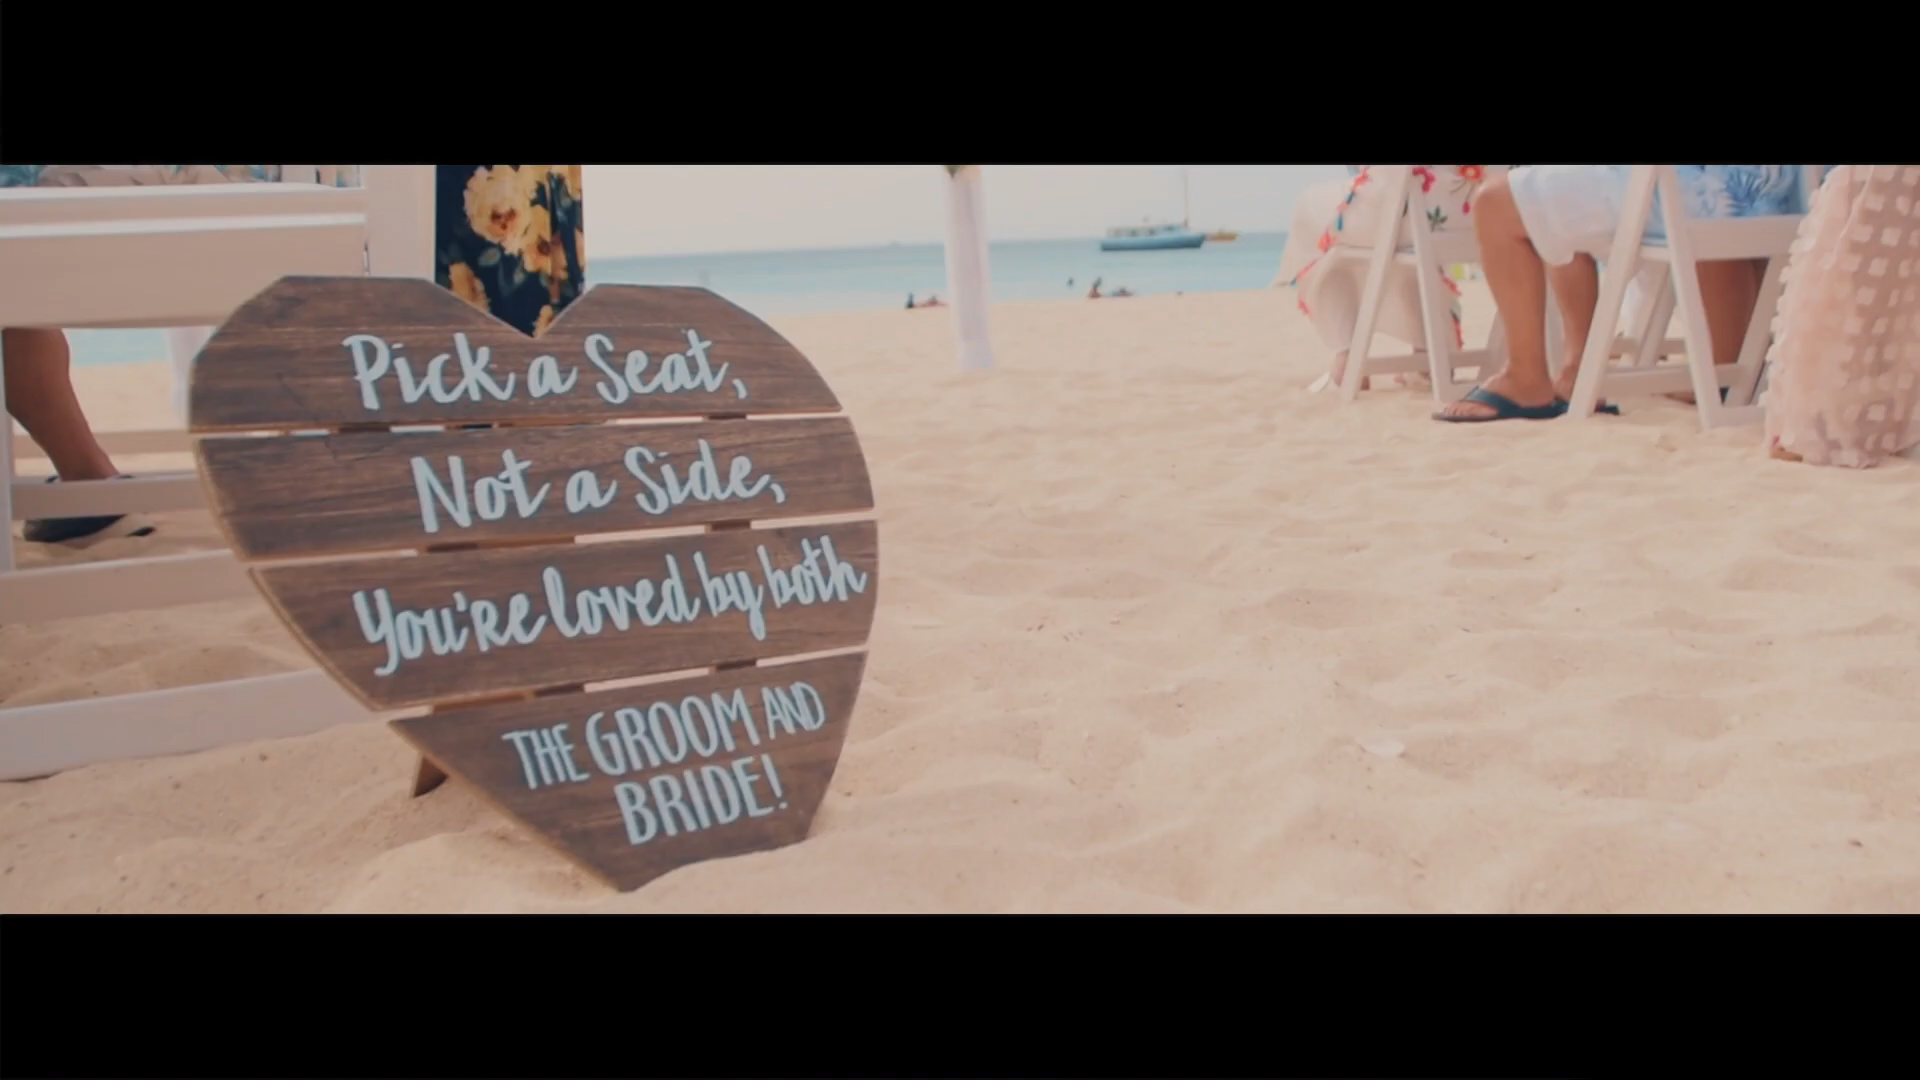 Pick a Seat,
Not a Side,
You're loved by both
THE GROOM AND
BRIDE!